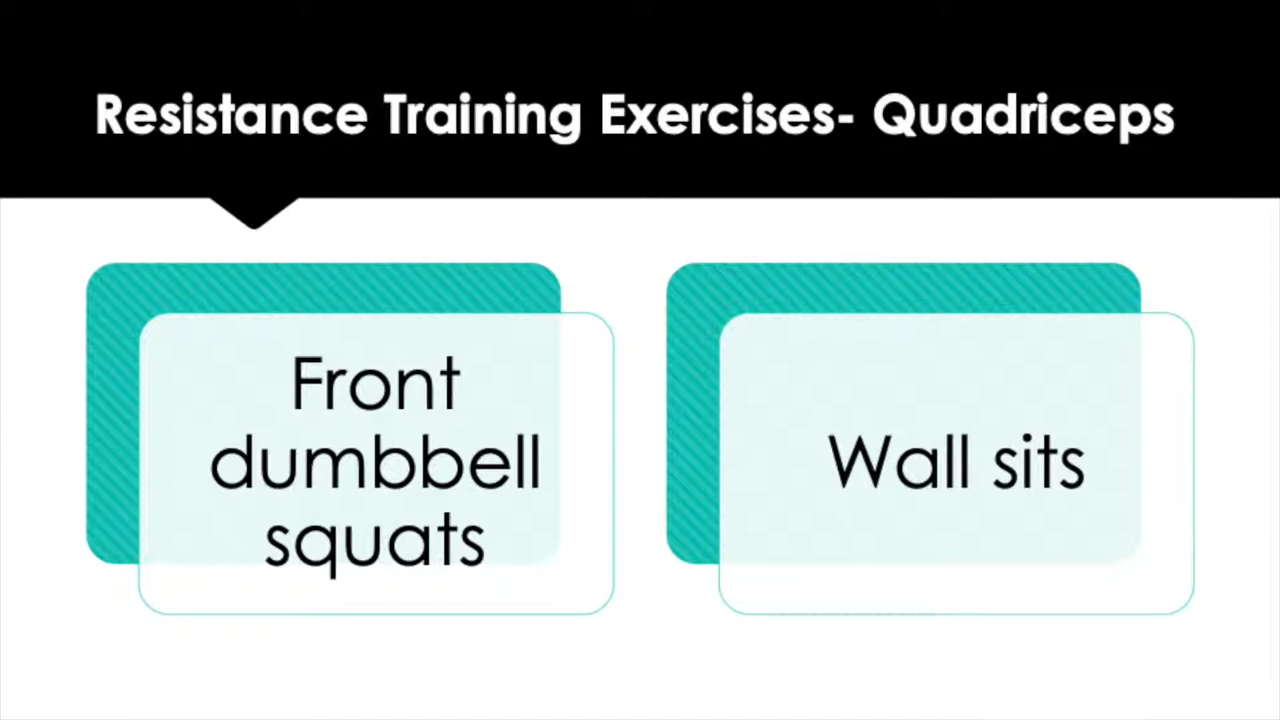 Resistance Training Exercises- Quadriceps
Front
dumbbell
squats
Wall sits